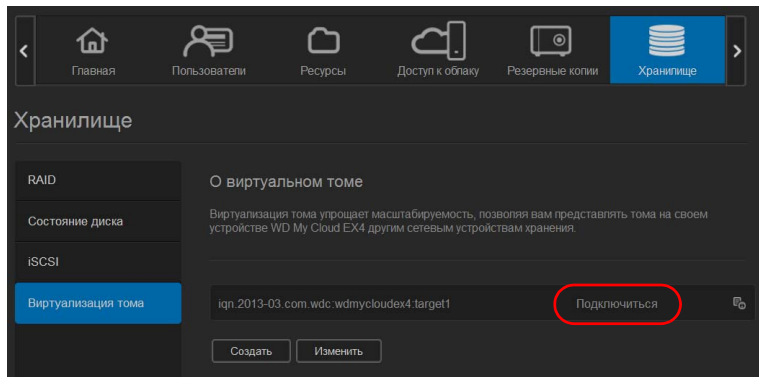 Главная
Пользователи
Ресурсы
Доступ к облаку
Резервные копии
Хранилище
Хранилище
RAID
Состояние диска
iSCSI
Виртуализация тома
О виртуальном томе
Виртуализация тома упрощает масштабируемость, позволяя вам представлять тома на своем
устройстве WD My Cloud EX4 другим сетевым устройствам хранения.
iqn.2013-03.com.wdc:wdmycloudex4:target1
Подключиться
Создать
Изменить